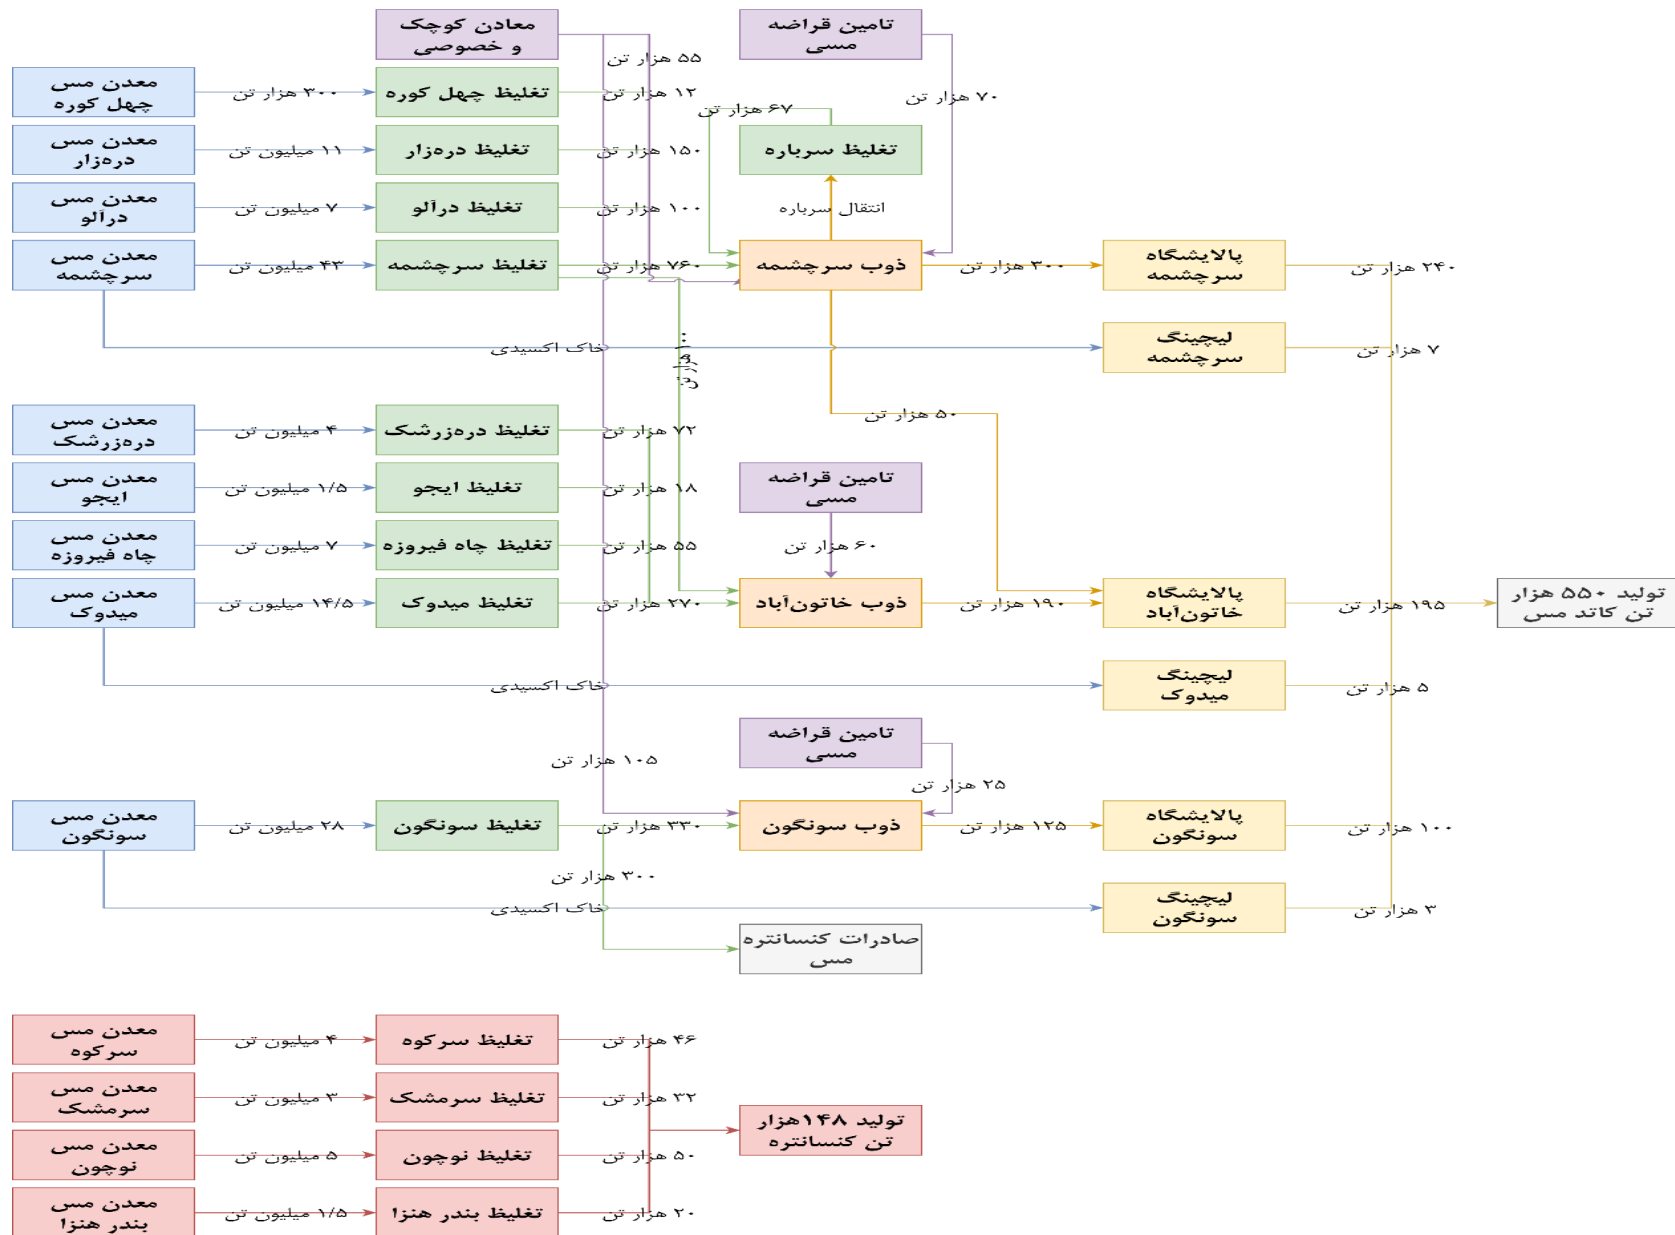 معادن کوچک
و خصوصی
تامین قراضه
مسی
۵۵ هزار تن
معدن مس
چهل کوره
۳۰۰ هزار تن
تغلیظ چهل کوره
۱۲ هزار تن
۷۰ هزار تن
۶۷ هزار تن
معدن مس
دره‌زار
۱۱ میلیون تن
تغلیظ دره‌زار
۱۵۰ هزار تن
تغلیظ سرباره
معدن مس
درآلو
۷ میلیون تن
تغلیظ درآلو
۱۰۰ هزار تن
انتقال سرباره
معدن مس
سرچشمه
۴۳ میلیون تن
تغلیظ سرچشمه
۷۶۰ هزار تن
ذوب سرچشمه
۳۰۰ هزار تن
پالایشگاه
سرچشمه
۲۴۰ هزار تن
خاک اکسیدی
۱۰۰ هزار تن
لیچینگ
سرچشمه
۷ هزار تن
معدن مس
دره‌زرشک
۴ میلیون تن
تغلیظ دره‌زرشک
۷۲ هزار تن
۵۰ هزار تن
معدن مس
ایجو
۱/۵ میلیون تن
تغلیظ ایجو
۱۸ هزار تن
تامین قراضه
مسی
معدن مس
چاه فیروزه
۷ میلیون تن
تغلیظ چاه فیروزه
۵۵ هزار تن
۶۰ هزار تن
معدن مس
میدوک
۱۴/۵ میلیون تن
تغلیظ میدوک
۲۷۰ هزار تن
ذوب خاتون‌آباد
۱۹۰ هزار تن
پالایشگاه
خاتون‌آباد
۱۹۵ هزار تن
تولید ۵۵۰ هزار
تن کاتد مس
خاک اکسیدی
لیچینگ
میدوک
۵ هزار تن
تامین قراضه
مسی
۱۰۵ هزار تن
۲۵ هزار تن
معدن مس
سونگون
۲۸ میلیون تن
تغلیظ سونگون
۳۳۰ هزار تن
ذوب سونگون
۱۲۵ هزار تن
پالایشگاه
سونگون
۱۰۰ هزار تن
۳۰۰ هزار تن
خاک اکسیدی
لیچینگ
سونگون
۳ هزار تن
صادرات کنسانتره
مس
معدن مس
سرکوه
۴ میلیون تن
تغلیظ سرکوه
۴۶ هزار تن
معدن مس
سرمشک
۳ میلیون تن
تغلیظ سرمشک
۳۲ هزار تن
تولید ۱۴۸هزار
تن کنسانتره
معدن مس
نوچون
۵ میلیون تن
تغلیظ نوچون
۵۰ هزار تن
معدن مس
بندر هنزا
۱/۵ میلیون تن
تغلیظ بندر هنزا
۲۰ هزار تن